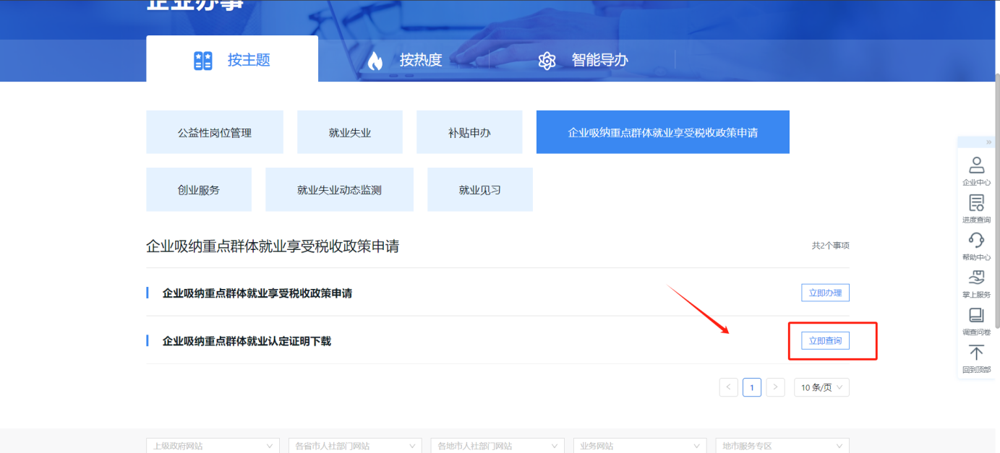 企业办事
按主题
按热度
智能导办
公益性岗位管理
就业失业
补贴申办
企业吸纳重点群体就业享受税收政策申请
创业服务
就业失业动态监测
就业见习
企业吸纳重点群体就业享受税收政策申请
共2个事项
企业吸纳重点群体就业享受税收政策申请
立即办理
企业吸纳重点群体就业认定证明下载
立即查询
< 1 >
10 条/页
»
企业中心
进度查询
帮助中心
掌上服务
调查问卷
回到顶部
上级政府网站
各省市人社部门网站
各地市人社部门网站
业务网站
地市服务专区